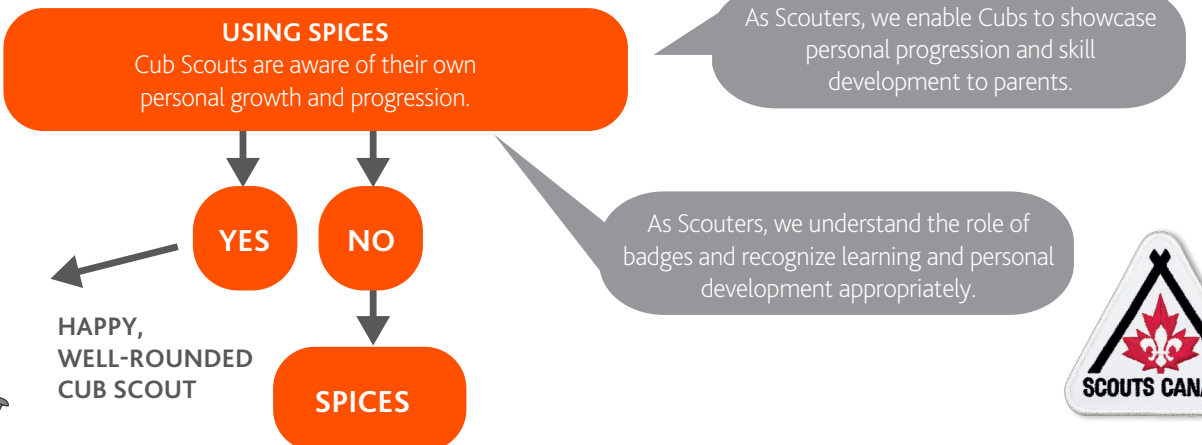 USING SPICES
Cub Scouts are aware of their own
personal growth and progression.
As Scouters, we enable Cubs to showcase
personal progression and skill
development to parents.
YES
NO
As Scouters, we understand the role of
badges and recognize learning and personal
development appropriately.
HAPPY,
WELL-ROUNDED
CUB SCOUT
SPICES
SCOUTS CANA